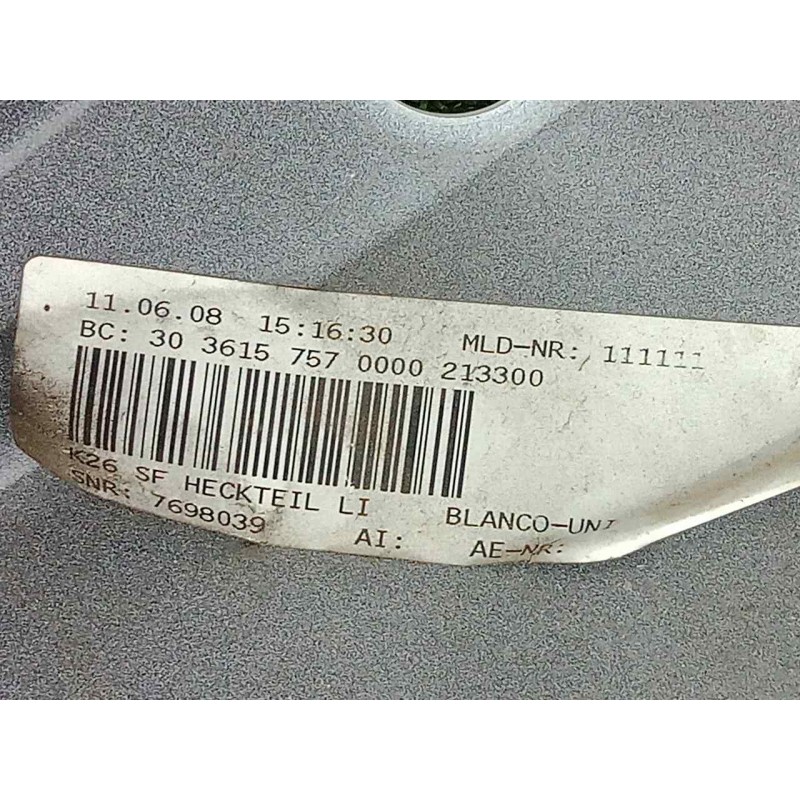 11.06.08 15:16:30 MLD-NR: 111111
BC: 30 3615 757 0000 213300
K26 SF HECKTEIL LI BLANCO-UNI
SNR: 7698039 AI: AE-NR: